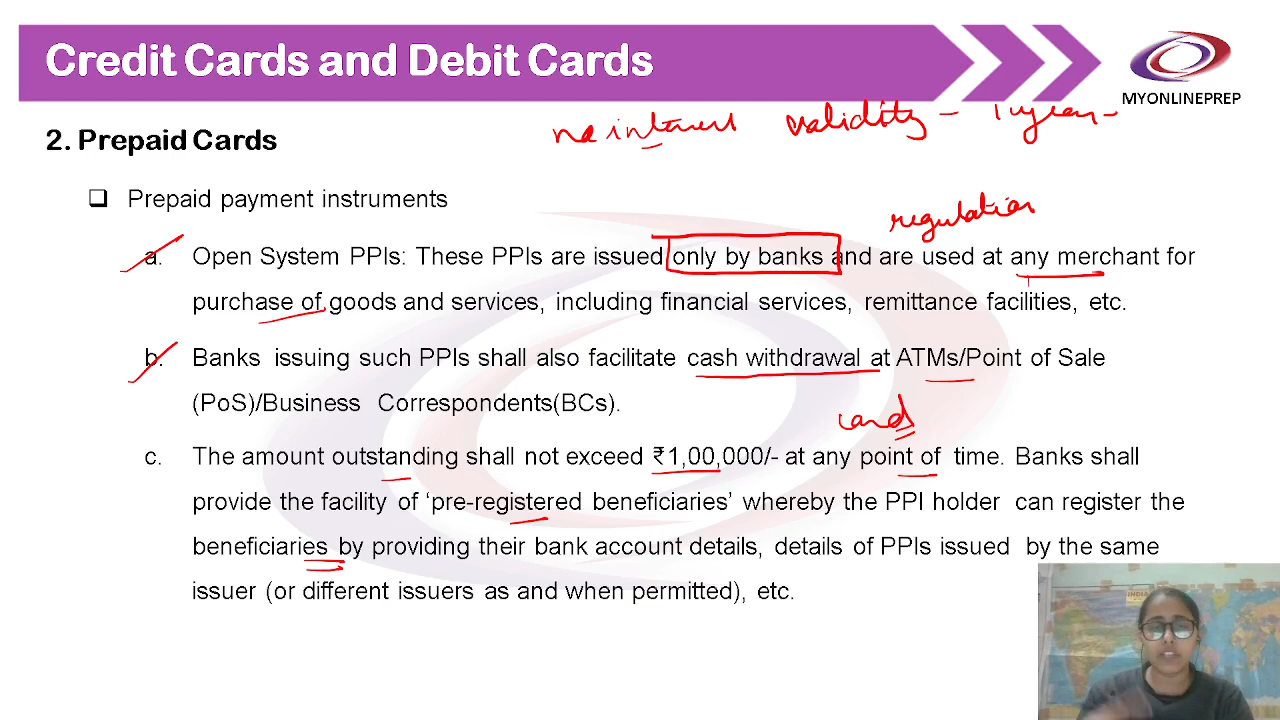 Credit Cards and Debit Cards
MYONLINEPREP
no interest validity - 1 year -
2. Prepaid Cards
❑ Prepaid payment instruments
regulation
a. Open System PPIs: These PPIs are issued only by banks and are used at any merchant for
purchase of goods and services, including financial services, remittance facilities, etc.
b. Banks issuing such PPIs shall also facilitate cash withdrawal at ATMs/Point of Sale
(PoS)/Business Correspondents(BCs).
card
c. The amount outstanding shall not exceed ₹1,00,000/- at any point of time. Banks shall
provide the facility of ‘pre-registered beneficiaries’ whereby the PPI holder can register the
beneficiaries by providing their bank account details, details of PPIs issued by the same
issuer (or different issuers as and when permitted), etc.
INDIA